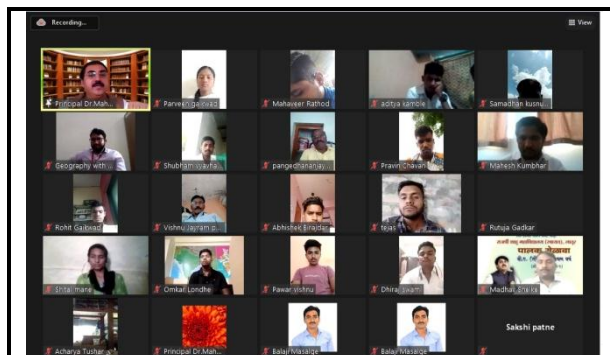 Recording...
View
Principal Dr.Mah...
Parveen gaikwad
Mahaveer Rathod
aditya kamble
Samadhan kusnu...
Geography with ...
Shubham
pangedhananjay...
Pravin Chavan
Mahesh Kumbhar
Rohit Gaikwad
Vishnu Jayram p...
Abhishek Birajdar
tejas
Rutuja Gadkar
Shital mane
Omkar Londhe
Pawar vishnu
Dhiraj swami
पालक मेळावा
Madhav Shelke
Acharya Tushar
Principal Dr.Mah...
Balaji Masalge
Balaji Masalge
Sakshi patne